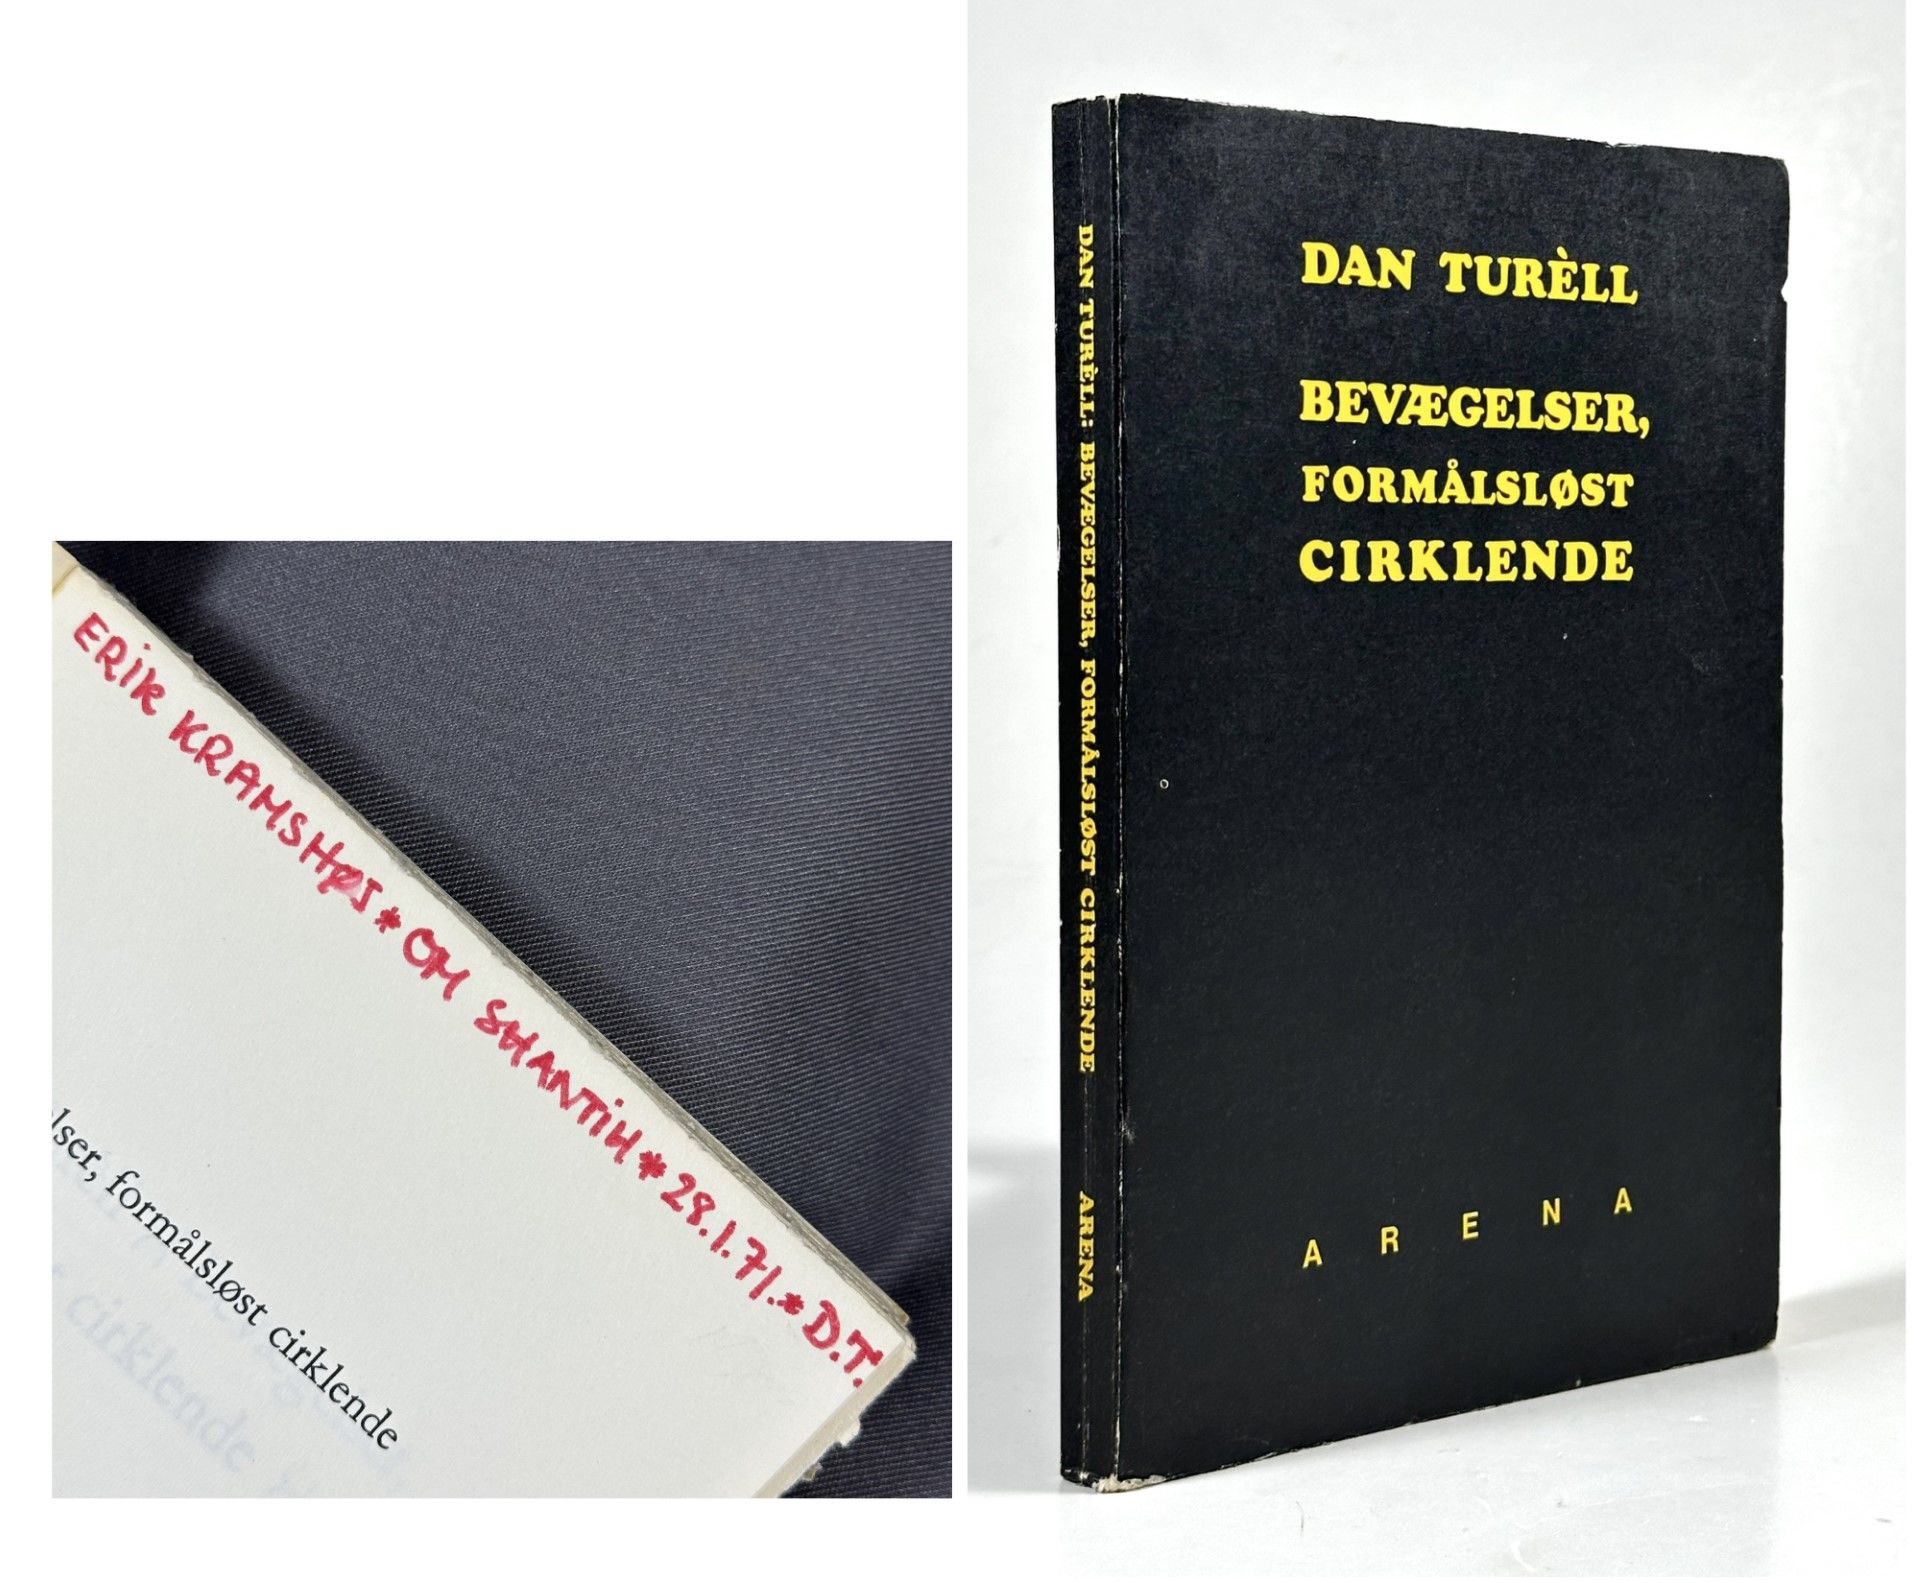 ERIK KRAMSHØJ * OM SHANTIH * 28.1.71. * D.T.
lser, formålsløst cirklende
cirklende
DAN TURÈLL: BEVÆGELSER, FORMÅLSLØST CIRKLENDE ARENA
DAN TURÈLL
BEVÆGELSER,
FORMÅLSLØST
CIRKLENDE
ARENA